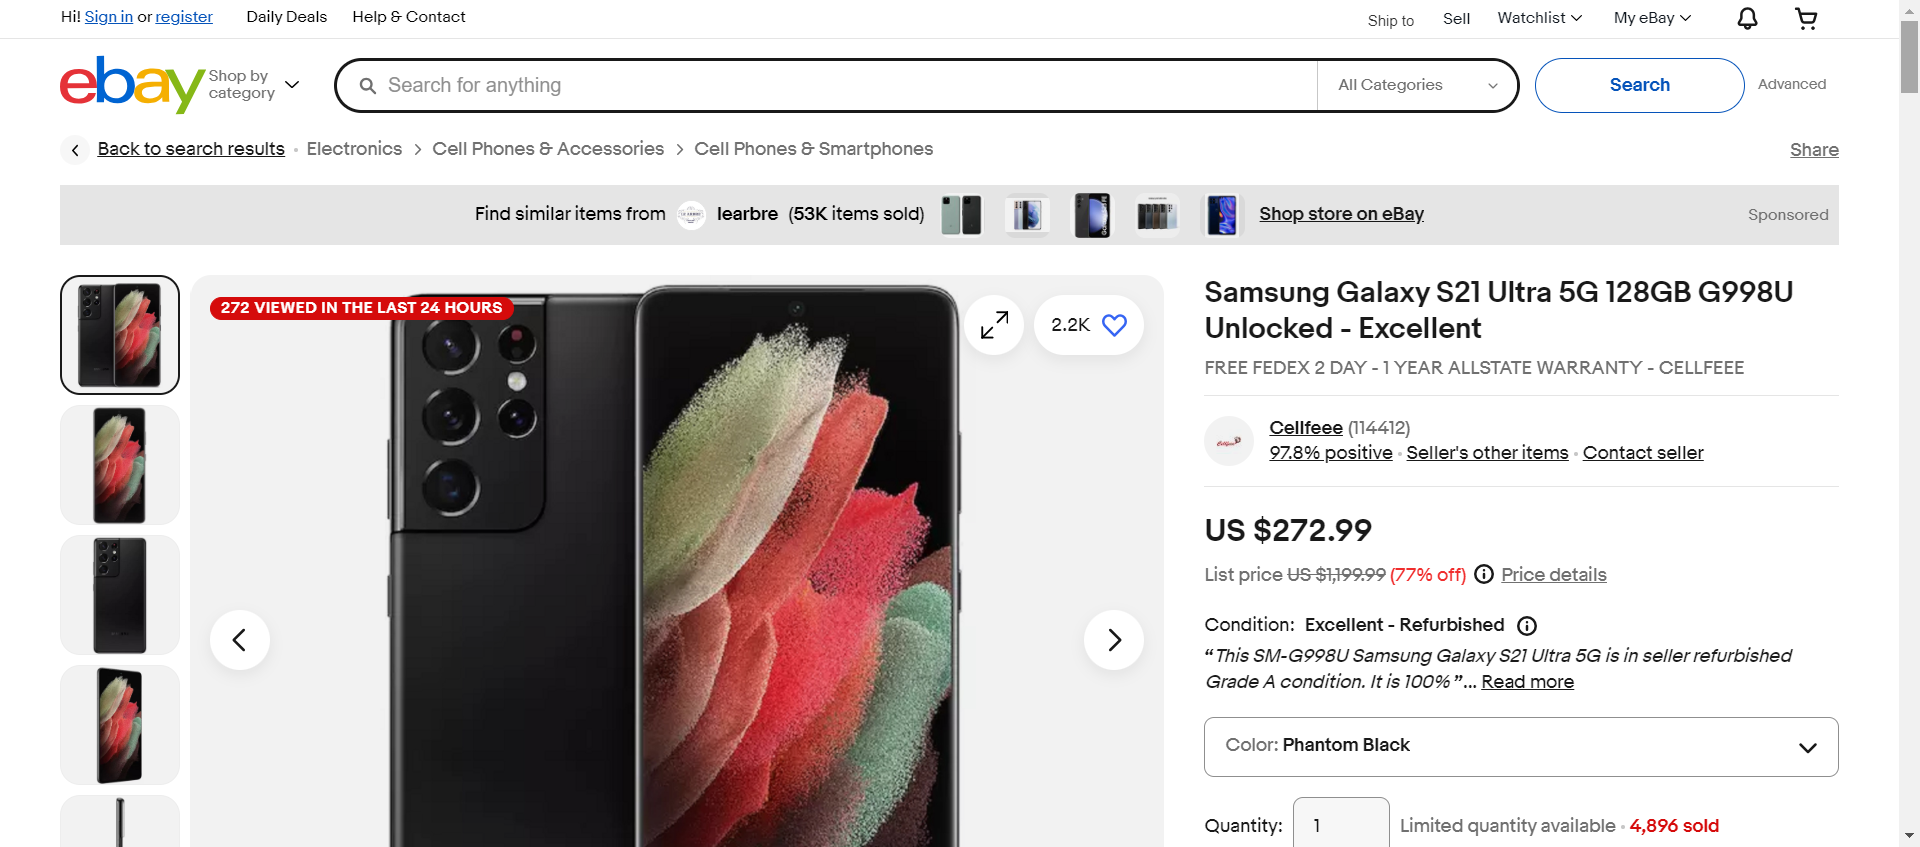 Hi! Sign in or register
Daily Deals
Help & Contact
Ship to
Sell
Watchlist
My eBay
ebay
Shop by
category
Search for anything
All Categories
Search
Advanced
Back to search results
Electronics
Cell Phones & Accessories
Cell Phones & Smartphones
Share
Find similar items from
learbre (53K items sold)
Shop store on eBay
Sponsored
272 VIEWED IN THE LAST 24 HOURS
2.2K
Samsung Galaxy S21 Ultra 5G 128GB G998U
Unlocked - Excellent
FREE FEDEX 2 DAY - 1 YEAR ALLSTATE WARRANTY - CELLFEEE
Cellfeee
Cellfeee (114412)
97.8% positive · Seller's other items · Contact seller
US $272.99
List price US $1,199.99 (77% off) Price details
Condition: Excellent - Refurbished
“This SM-G998U Samsung Galaxy S21 Ultra 5G is in seller refurbished
Grade A condition. It is 100%”... Read more
Color: Phantom Black
Quantity: 1
Limited quantity available · 4,896 sold